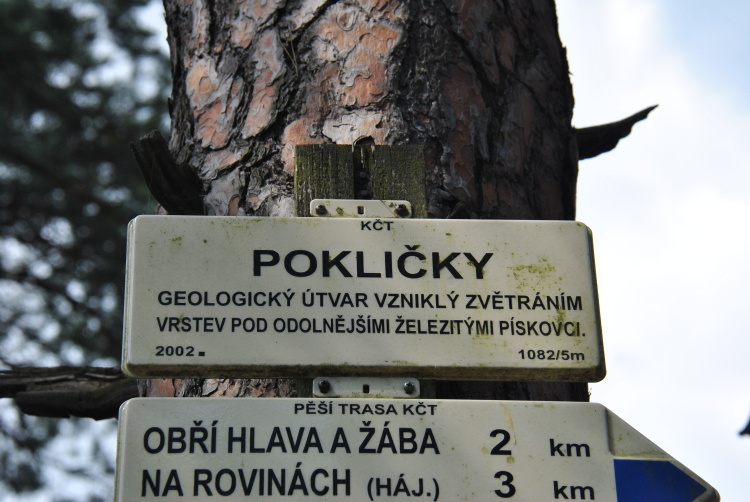 KČT
POKLIČKY
GEOLOGICKÝ ÚTVAR VZNIKLÝ ZVĚTRÁNÍM
VRSTEV POD ODOLNĚJŠÍMI ŽELEZITÝMI PÍSKOVCI.
2002 1082/5m
PĚŠÍ TRASA KČT
OBŘÍ HLAVA A ŽÁBA 2 km
NA ROVINÁCH (HÁJ.) 3 km